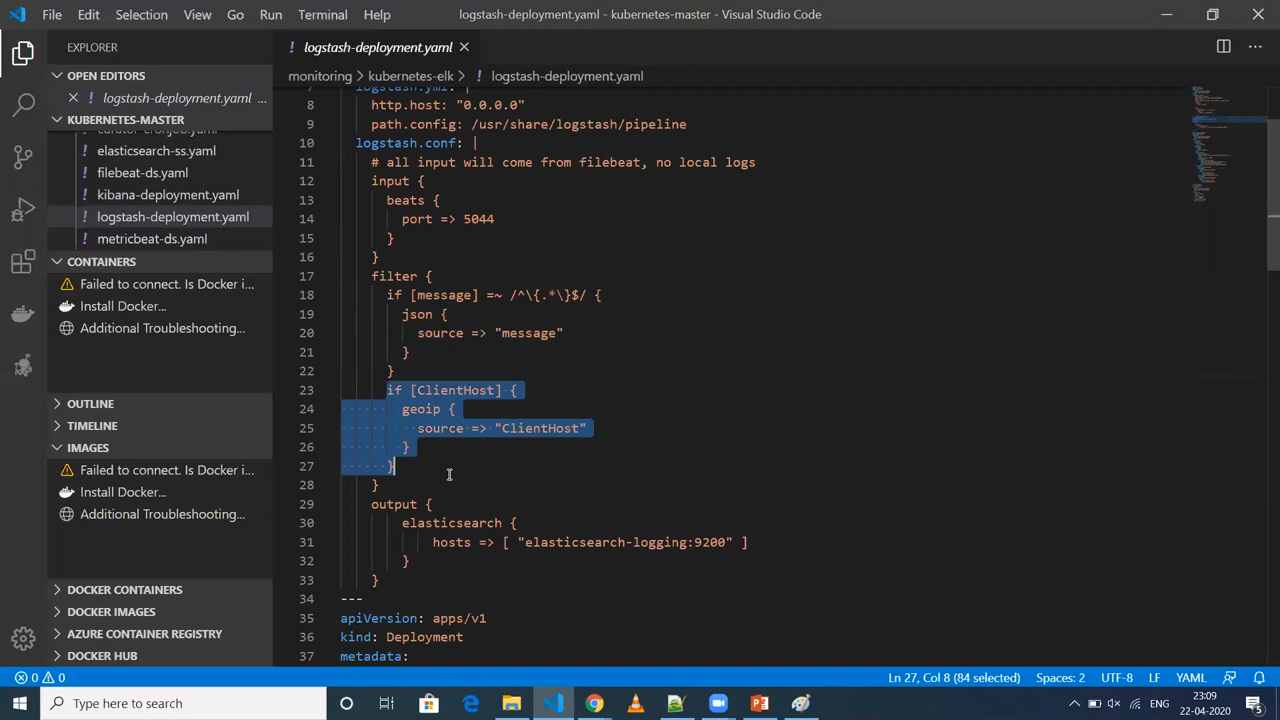 File Edit Selection View Go Run Terminal Help
logstash-deployment.yaml - kubernetes-master - Visual Studio Code
EXPLORER
OPEN EDITORS
logstash-deployment.yaml ...
KUBERNETES-MASTER
curator-cronjob.yaml
elasticsearch-ss.yaml
filebeat-ds.yaml
kibana-deployment.yaml
logstash-deployment.yaml
metricbeat-ds.yaml
CONTAINERS
Failed to connect. Is Docker i...
Install Docker...
Additional Troubleshooting...
OUTLINE
TIMELINE
IMAGES
Failed to connect. Is Docker i...
Install Docker...
Additional Troubleshooting...
DOCKER CONTAINERS
DOCKER IMAGES
AZURE CONTAINER REGISTRY
DOCKER HUB
! logstash-deployment.yaml
monitoring > kubernetes-elk > ! logstash-deployment.yaml
7 logstash.yml: |
8 http.host: "0.0.0.0"
9 path.config: /usr/share/logstash/pipeline
10 logstash.conf: |
11 # all input will come from filebeat, no local logs
12 input {
13 beats {
14 port => 5044
15 }
16 }
17 filter {
18 if [message] =~ /^\{.*\}$/ {
19 json {
20 source => "message"
21 }
22 }
23 if [ClientHost] {
24 geoip {
25 source => "ClientHost"
26 }
27 }
28 }
29 output {
30 elasticsearch {
31 hosts => [ "elasticsearch-logging:9200" ]
32 }
33 }
34 ---
35 apiVersion: apps/v1
36 kind: Deployment
37 metadata:
0 0
Ln 27, Col 8 (84 selected) Spaces: 2 UTF-8 LF YAML
Type here to search
ENG
23:09
22-04-2020
5